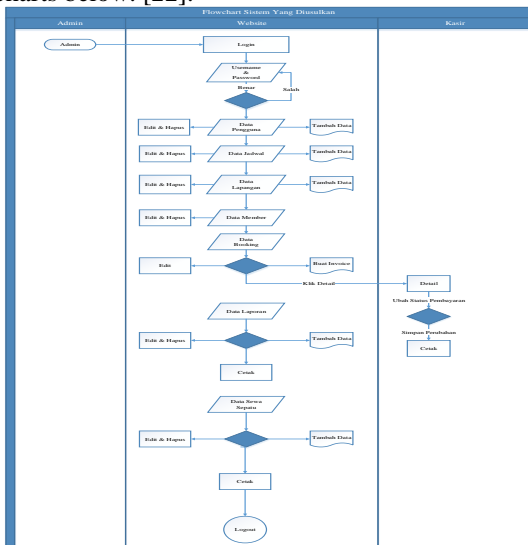 harts below. [22].
Flowchart Sistem Yang Diusulkan
Admin
Website
Kasir
Admin
Login
Username
&
Password
Benar
Salah
Edit & Hapus
Data
Pengguna
Tambah Data
Edit & Hapus
Data Jadwal
Tambah Data
Edit & Hapus
Data
Lapangan
Tambah Data
Edit & Hapus
Data Member
Data
Booking
Edit
Buat Invoice
Klik Detail
Detail
Ubah Status Pembayaran
Simpan Perubahan
Cetak
Data Laporan
Edit & Hapus
Tambah Data
Cetak
Data Sewa
Sepatu
Edit & Hapus
Tambah Data
Cetak
Logout